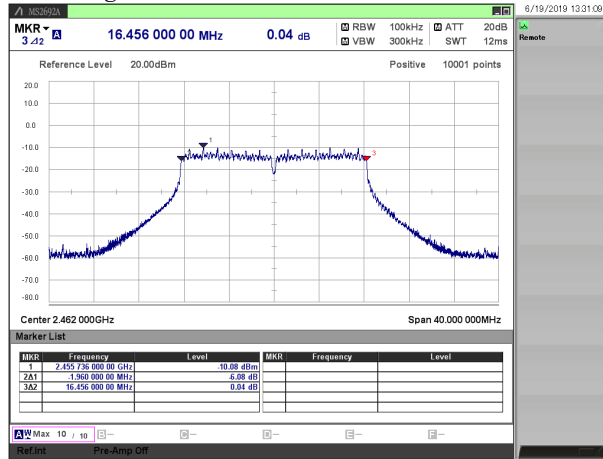 MS2692A
6/19/2019 13:31:09
MKR
3Δ2 A 16.456 000 00 MHz 0.04 dB
RBW 100kHz ATT 20dB
VBW 300kHz SWT 12ms
Remote
Reference Level 20.00dBm Positive 10001 points
20.0
10.0
0.0
-10.0
-20.0
-30.0
-40.0
-50.0
-60.0
-70.0
-80.0
1
3
Center 2.462 000GHz Span 40.000 000MHz
Marker List
MKR Frequency Level MKR Frequency Level
1 2.455 736 000 00 GHz -10.08 dBm
2Δ1 -1.960 000 00 MHz -6.08 dB
3Δ2 16.456 000 00 MHz 0.04 dB
A W Max 10 / 10 B-- D-- E-- F--
Ref.Int Pre-Amp Off